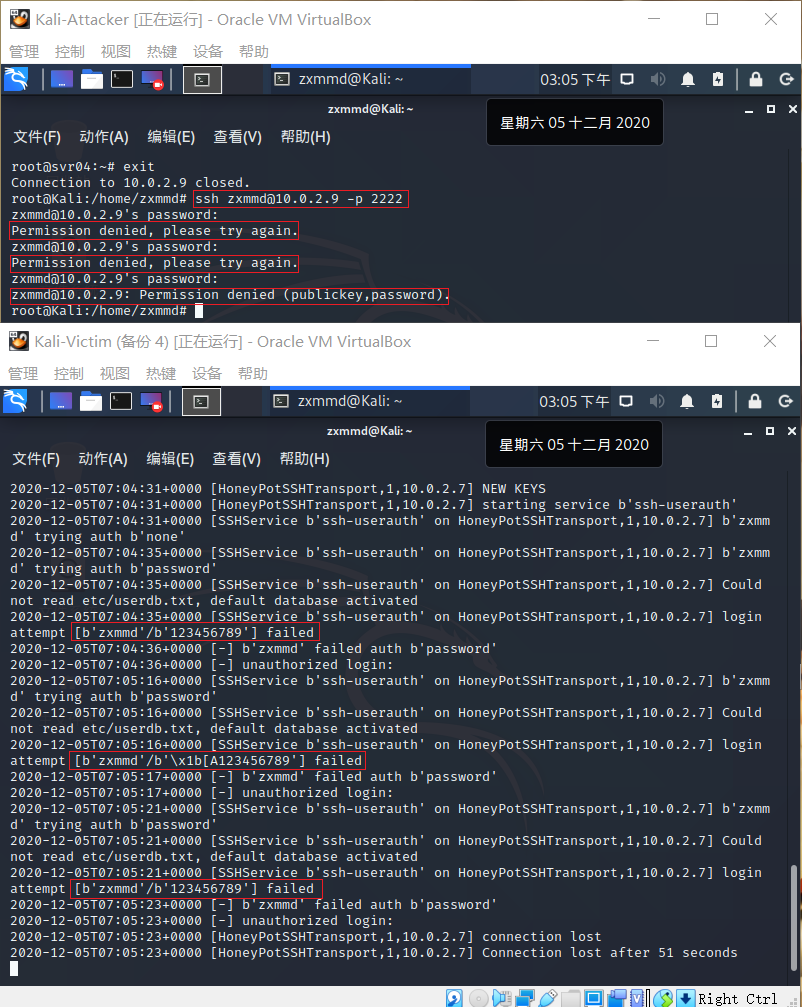 Kali-Attacker [正在运行] - Oracle VM VirtualBox
管理 控制 视图 热键 设备 帮助
zxmmd@Kali: ~ 03:05 下午
zxmmd@Kali: ~
星期六 05 十二月 2020
文件(F) 动作(A) 编辑(E) 查看(V) 帮助(H)
root@svr04:~# exit
Connection to 10.0.2.9 closed.
root@Kali:/home/zxmmd# ssh zxmmd@10.0.2.9 -p 2222
zxmmd@10.0.2.9's password:
Permission denied, please try again.
zxmmd@10.0.2.9's password:
Permission denied, please try again.
zxmmd@10.0.2.9's password:
zxmmd@10.0.2.9: Permission denied (publickey,password).
root@Kali:/home/zxmmd#
Kali-Victim (备份 4) [正在运行] - Oracle VM VirtualBox
管理 控制 视图 热键 设备 帮助
zxmmd@Kali: ~ 03:05 下午
zxmmd@Kali: ~
星期六 05 十二月 2020
文件(F) 动作(A) 编辑(E) 查看(V) 帮助(H)
2020-12-05T07:04:31+0000 [HoneyPotSSHTransport,1,10.0.2.7] NEW KEYS
2020-12-05T07:04:31+0000 [HoneyPotSSHTransport,1,10.0.2.7] starting service b'ssh-userauth'
2020-12-05T07:04:31+0000 [SSHService b'ssh-userauth' on HoneyPotSSHTransport,1,10.0.2.7] b'zxmm
d' trying auth b'none'
2020-12-05T07:04:35+0000 [SSHService b'ssh-userauth' on HoneyPotSSHTransport,1,10.0.2.7] b'zxmm
d' trying auth b'password'
2020-12-05T07:04:35+0000 [SSHService b'ssh-userauth' on HoneyPotSSHTransport,1,10.0.2.7] Could
not read etc/userdb.txt, default database activated
2020-12-05T07:04:35+0000 [SSHService b'ssh-userauth' on HoneyPotSSHTransport,1,10.0.2.7] login
attempt [b'zxmmd'/b'123456789'] failed
2020-12-05T07:04:36+0000 [-] b'zxmmd' failed auth b'password'
2020-12-05T07:04:36+0000 [-] unauthorized login:
2020-12-05T07:05:16+0000 [SSHService b'ssh-userauth' on HoneyPotSSHTransport,1,10.0.2.7] b'zxmm
d' trying auth b'password'
2020-12-05T07:05:16+0000 [SSHService b'ssh-userauth' on HoneyPotSSHTransport,1,10.0.2.7] Could
not read etc/userdb.txt, default database activated
2020-12-05T07:05:16+0000 [SSHService b'ssh-userauth' on HoneyPotSSHTransport,1,10.0.2.7] login
attempt [b'zxmmd'/b'\x1b[A123456789'] failed
2020-12-05T07:05:17+0000 [-] b'zxmmd' failed auth b'password'
2020-12-05T07:05:17+0000 [-] unauthorized login:
2020-12-05T07:05:21+0000 [SSHService b'ssh-userauth' on HoneyPotSSHTransport,1,10.0.2.7] b'zxmm
d' trying auth b'password'
2020-12-05T07:05:21+0000 [SSHService b'ssh-userauth' on HoneyPotSSHTransport,1,10.0.2.7] Could
not read etc/userdb.txt, default database activated
2020-12-05T07:05:21+0000 [SSHService b'ssh-userauth' on HoneyPotSSHTransport,1,10.0.2.7] login
attempt [b'zxmmd'/b'123456789'] failed
2020-12-05T07:05:23+0000 [-] b'zxmmd' failed auth b'password'
2020-12-05T07:05:23+0000 [-] unauthorized login:
2020-12-05T07:05:23+0000 [HoneyPotSSHTransport,1,10.0.2.7] connection lost
2020-12-05T07:05:23+0000 [HoneyPotSSHTransport,1,10.0.2.7] Connection lost after 51 seconds
Right Ctrl